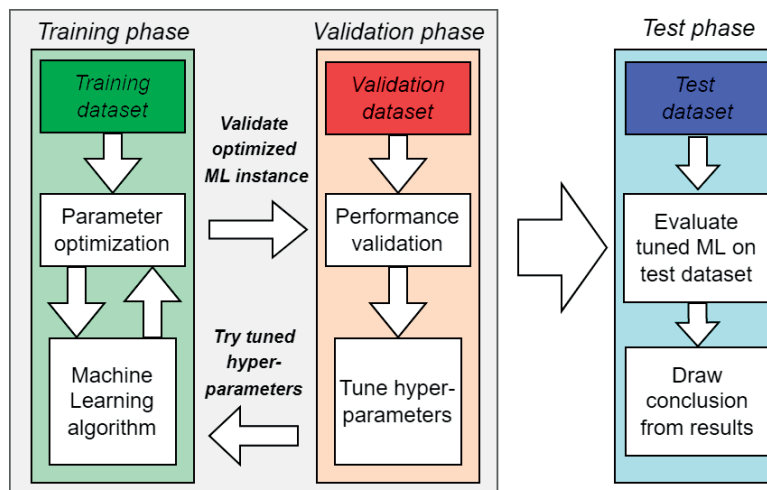 Training phase
Training
dataset
Parameter
optimization
Machine
Learning
algorithm
Validate
optimized
ML instance
Try tuned
hyper-
parameters
Validation phase
Validation
dataset
Performance
validation
Tune hyper-
parameters
Test phase
Test
dataset
Evaluate
tuned ML on
test dataset
Draw
conclusion
from results